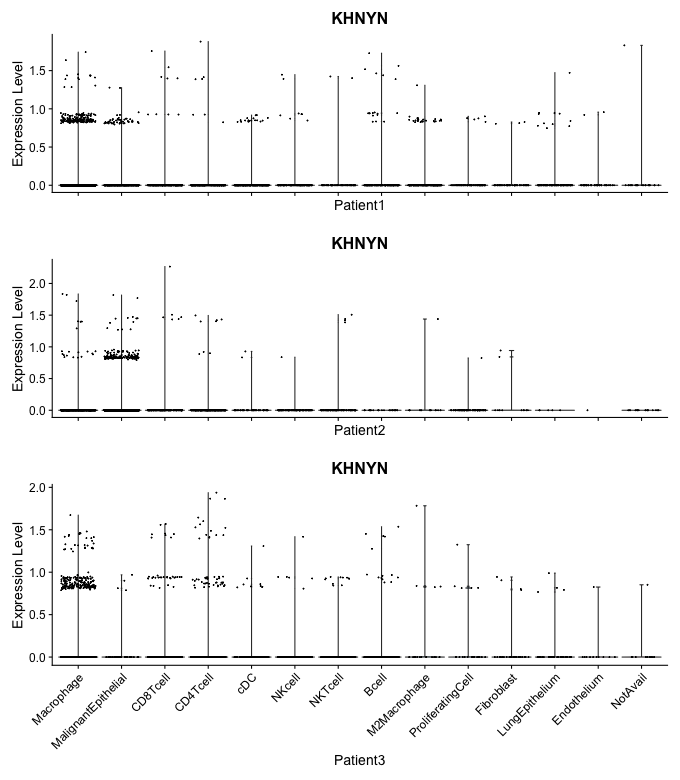 KHNYN
Expression Level
1.5
1.0
0.5
0.0
Patient1
KHNYN
Expression Level
2.0
1.5
1.0
0.5
0.0
Patient2
KHNYN
Expression Level
2.0
1.5
1.0
0.5
0.0
Macrophage
MalignantEpithelial
CD8Tcell
CD4Tcell
cDC
NKcell
NKTcell
Bcell
M2Macrophage
ProliferatingCell
Fibroblast
LungEpithelium
Endothelium
NotAvail
Patient3